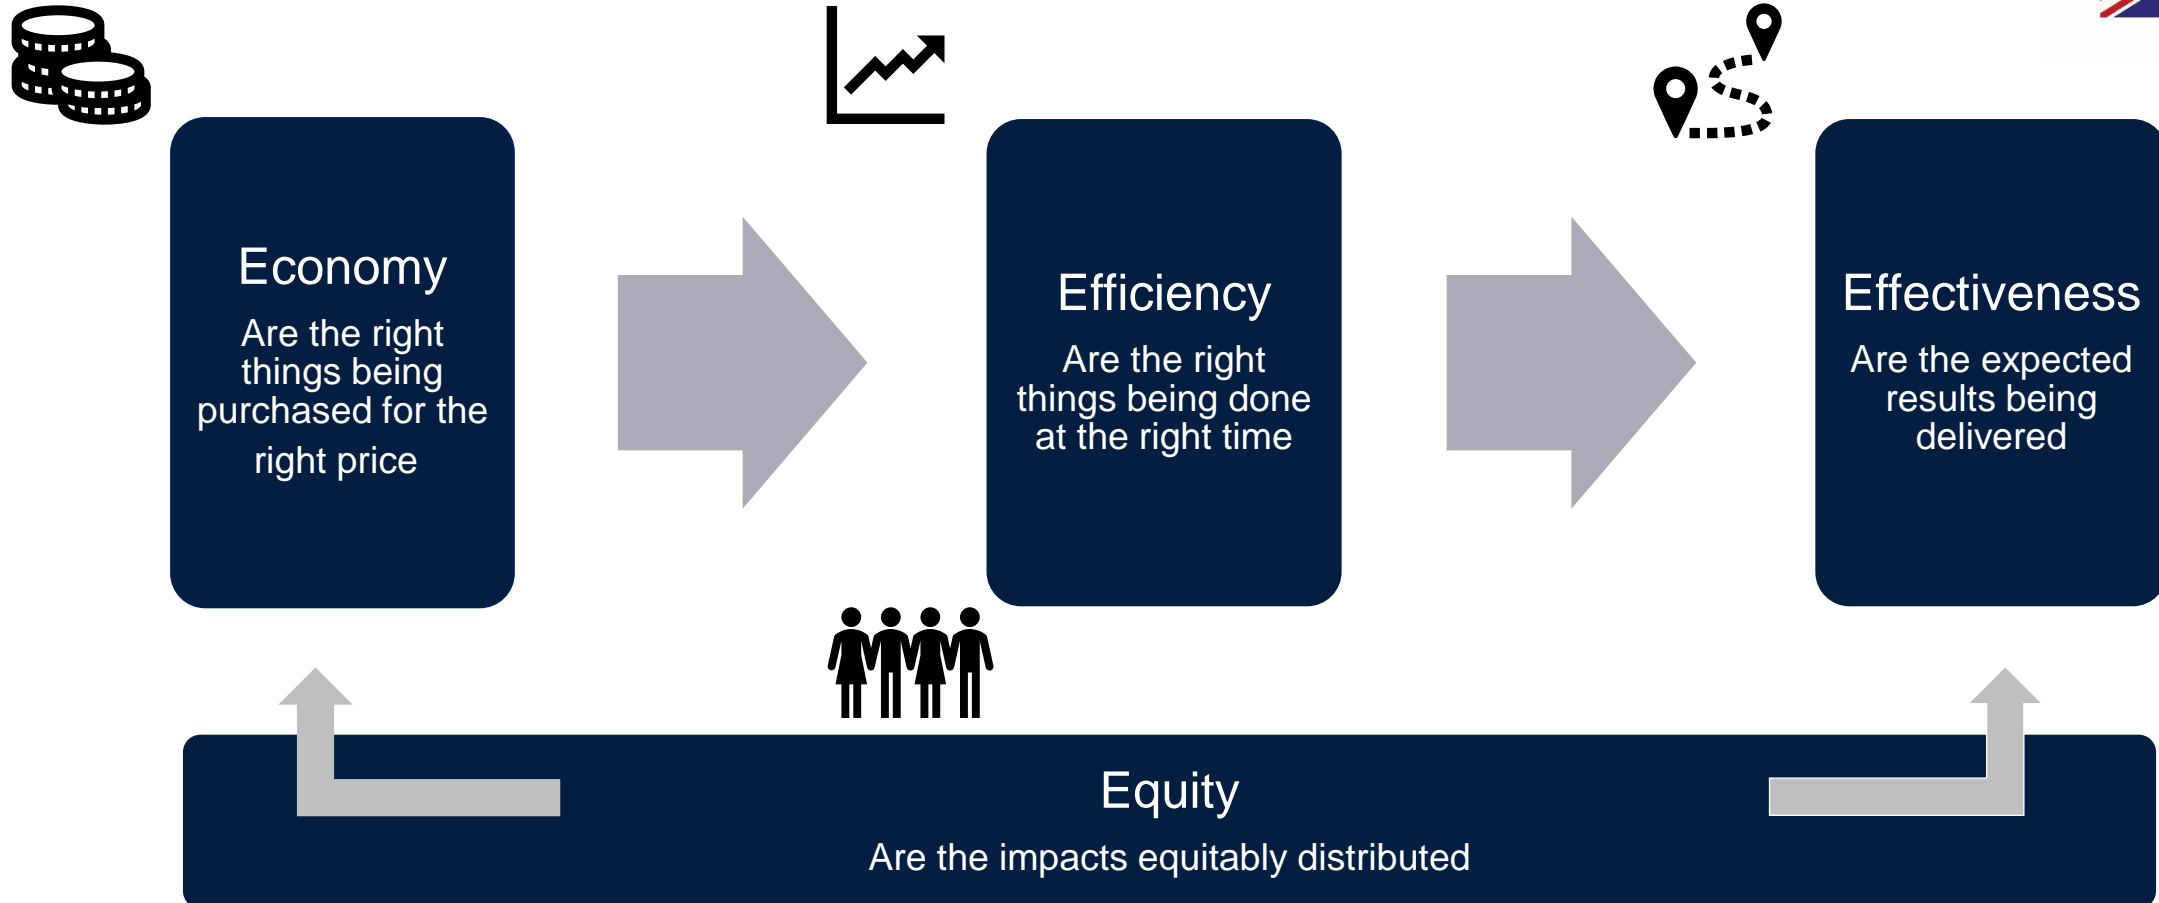 Economy
Are the right
things being
purchased for the
right price
Efficiency
Are the right
things being done
at the right time
Effectiveness
Are the expected
results being
delivered
Equity
Are the impacts equitably distributed